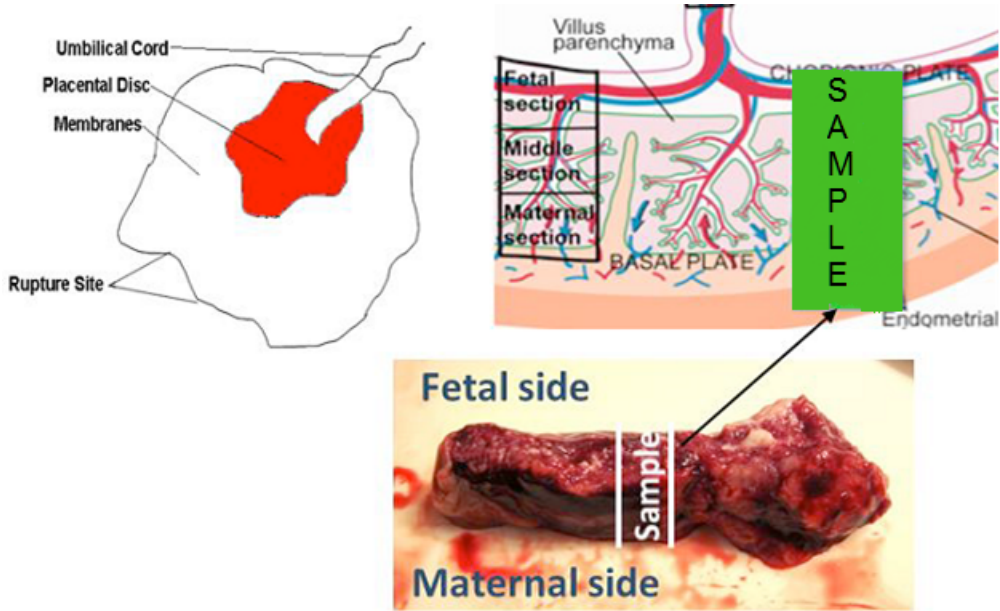 Umbilical Cord
Placental Disc
Membranes
Rupture Site
Villus
parenchyma
CHORIONIC PLATE
Fetal
section
Middle
section
Maternal
section
BASAL PLATE
SAMPLE
Endometrial
Fetal side
Sample
Maternal side